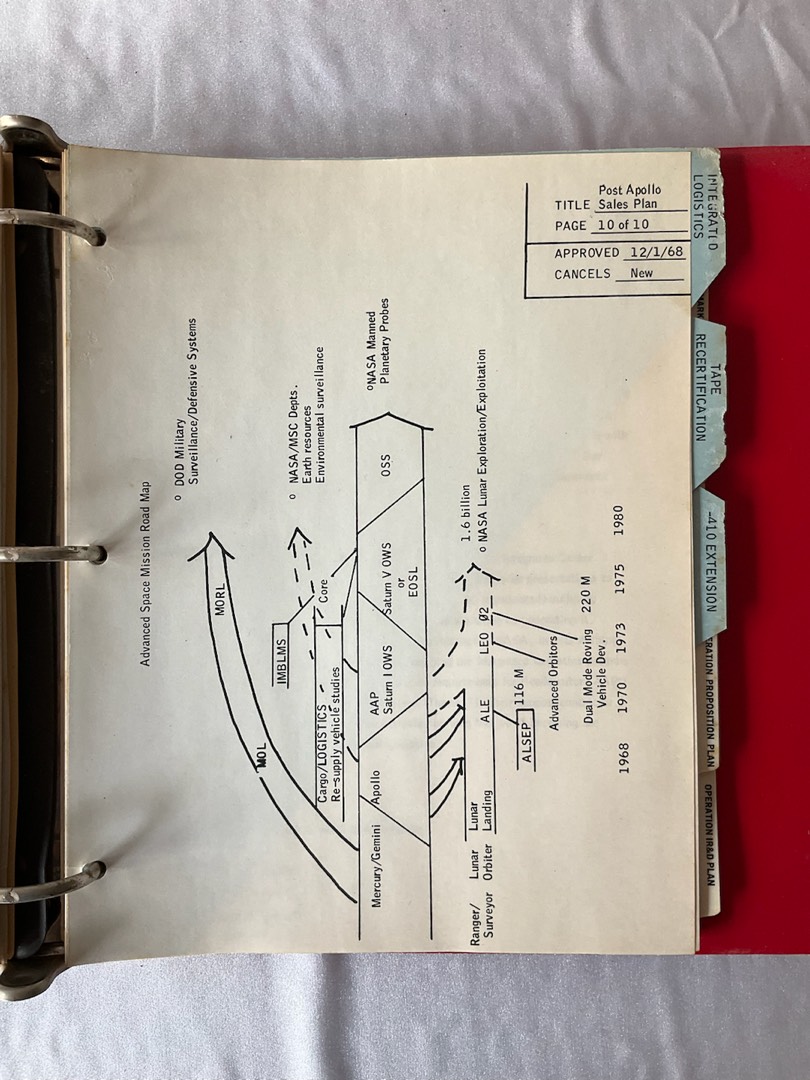 Advanced Space Mission Road Map
TITLE Post Apollo Sales Plan
PAGE 10 of 10
APPROVED 12/1/68
CANCELS New
o DOD Military
Surveillance/Defensive Systems
MORL
MOL
o NASA/MSC Depts.
Earth resources
Environmental surveillance
IMBLMS
Core
Cargo/LOGISTICS
Re-supply vehicle studies
oNASA Manned
Planetary Probes
Mercury/Gemini
Apollo
AAP
Saturn I OWS
Saturn V OWS
or
EOSL
OSS
1.6 billion
o NASA Lunar Exploration/Exploitation
Ranger/
Surveyor
Lunar
Orbiter
Lunar
Landing
ALE
LEO
Ø2
ALSEP
116 M
Advanced Orbitors
Dual Mode Roving
Vehicle Dev.
220 M
1968
1970
1973
1975
1980
INTEGRATED
LOGISTICS
TAPE
RECERTIFICATION
-410 EXTENSION
TRATION PROPOSITION PLAN
OPERATION IR&D PLAN